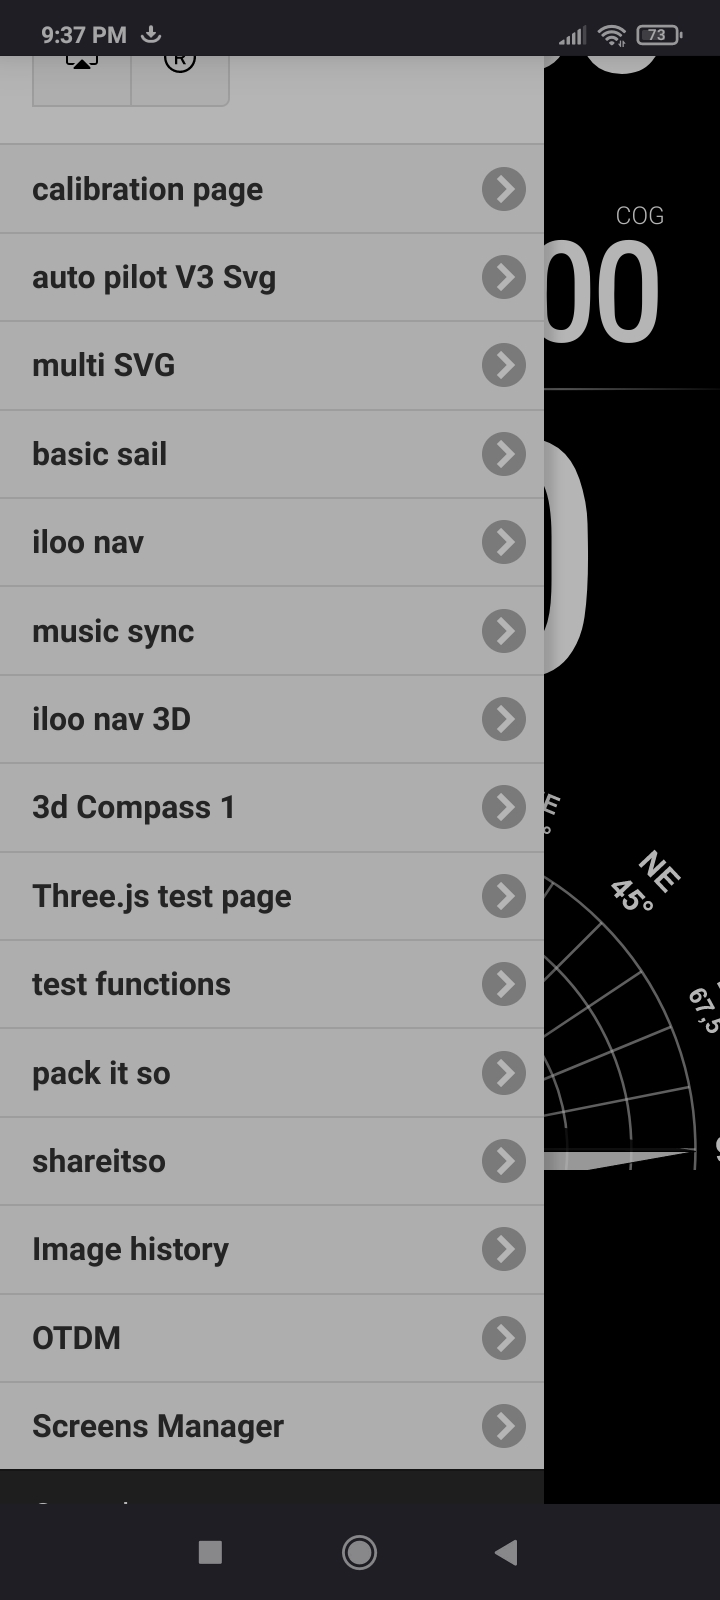 9:37 PM
73
R
calibration page
COG
auto pilot V3 Svg
00
multi SVG
basic sail
0
iloo nav
music sync
iloo nav 3D
3d Compass 1
E
°
NE
45°
Three.js test page
test functions
67,5
pack it so
shareitso
Image history
OTDM
Screens Manager